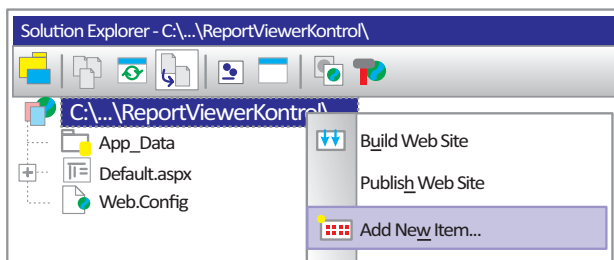 Solution Explorer - C:\...\ReportViewerKontrol\
C:\...\ReportViewerKontrol\
App_Data
Default.aspx
Web.Config
Build Web Site
Publish Web Site
Add New Item...